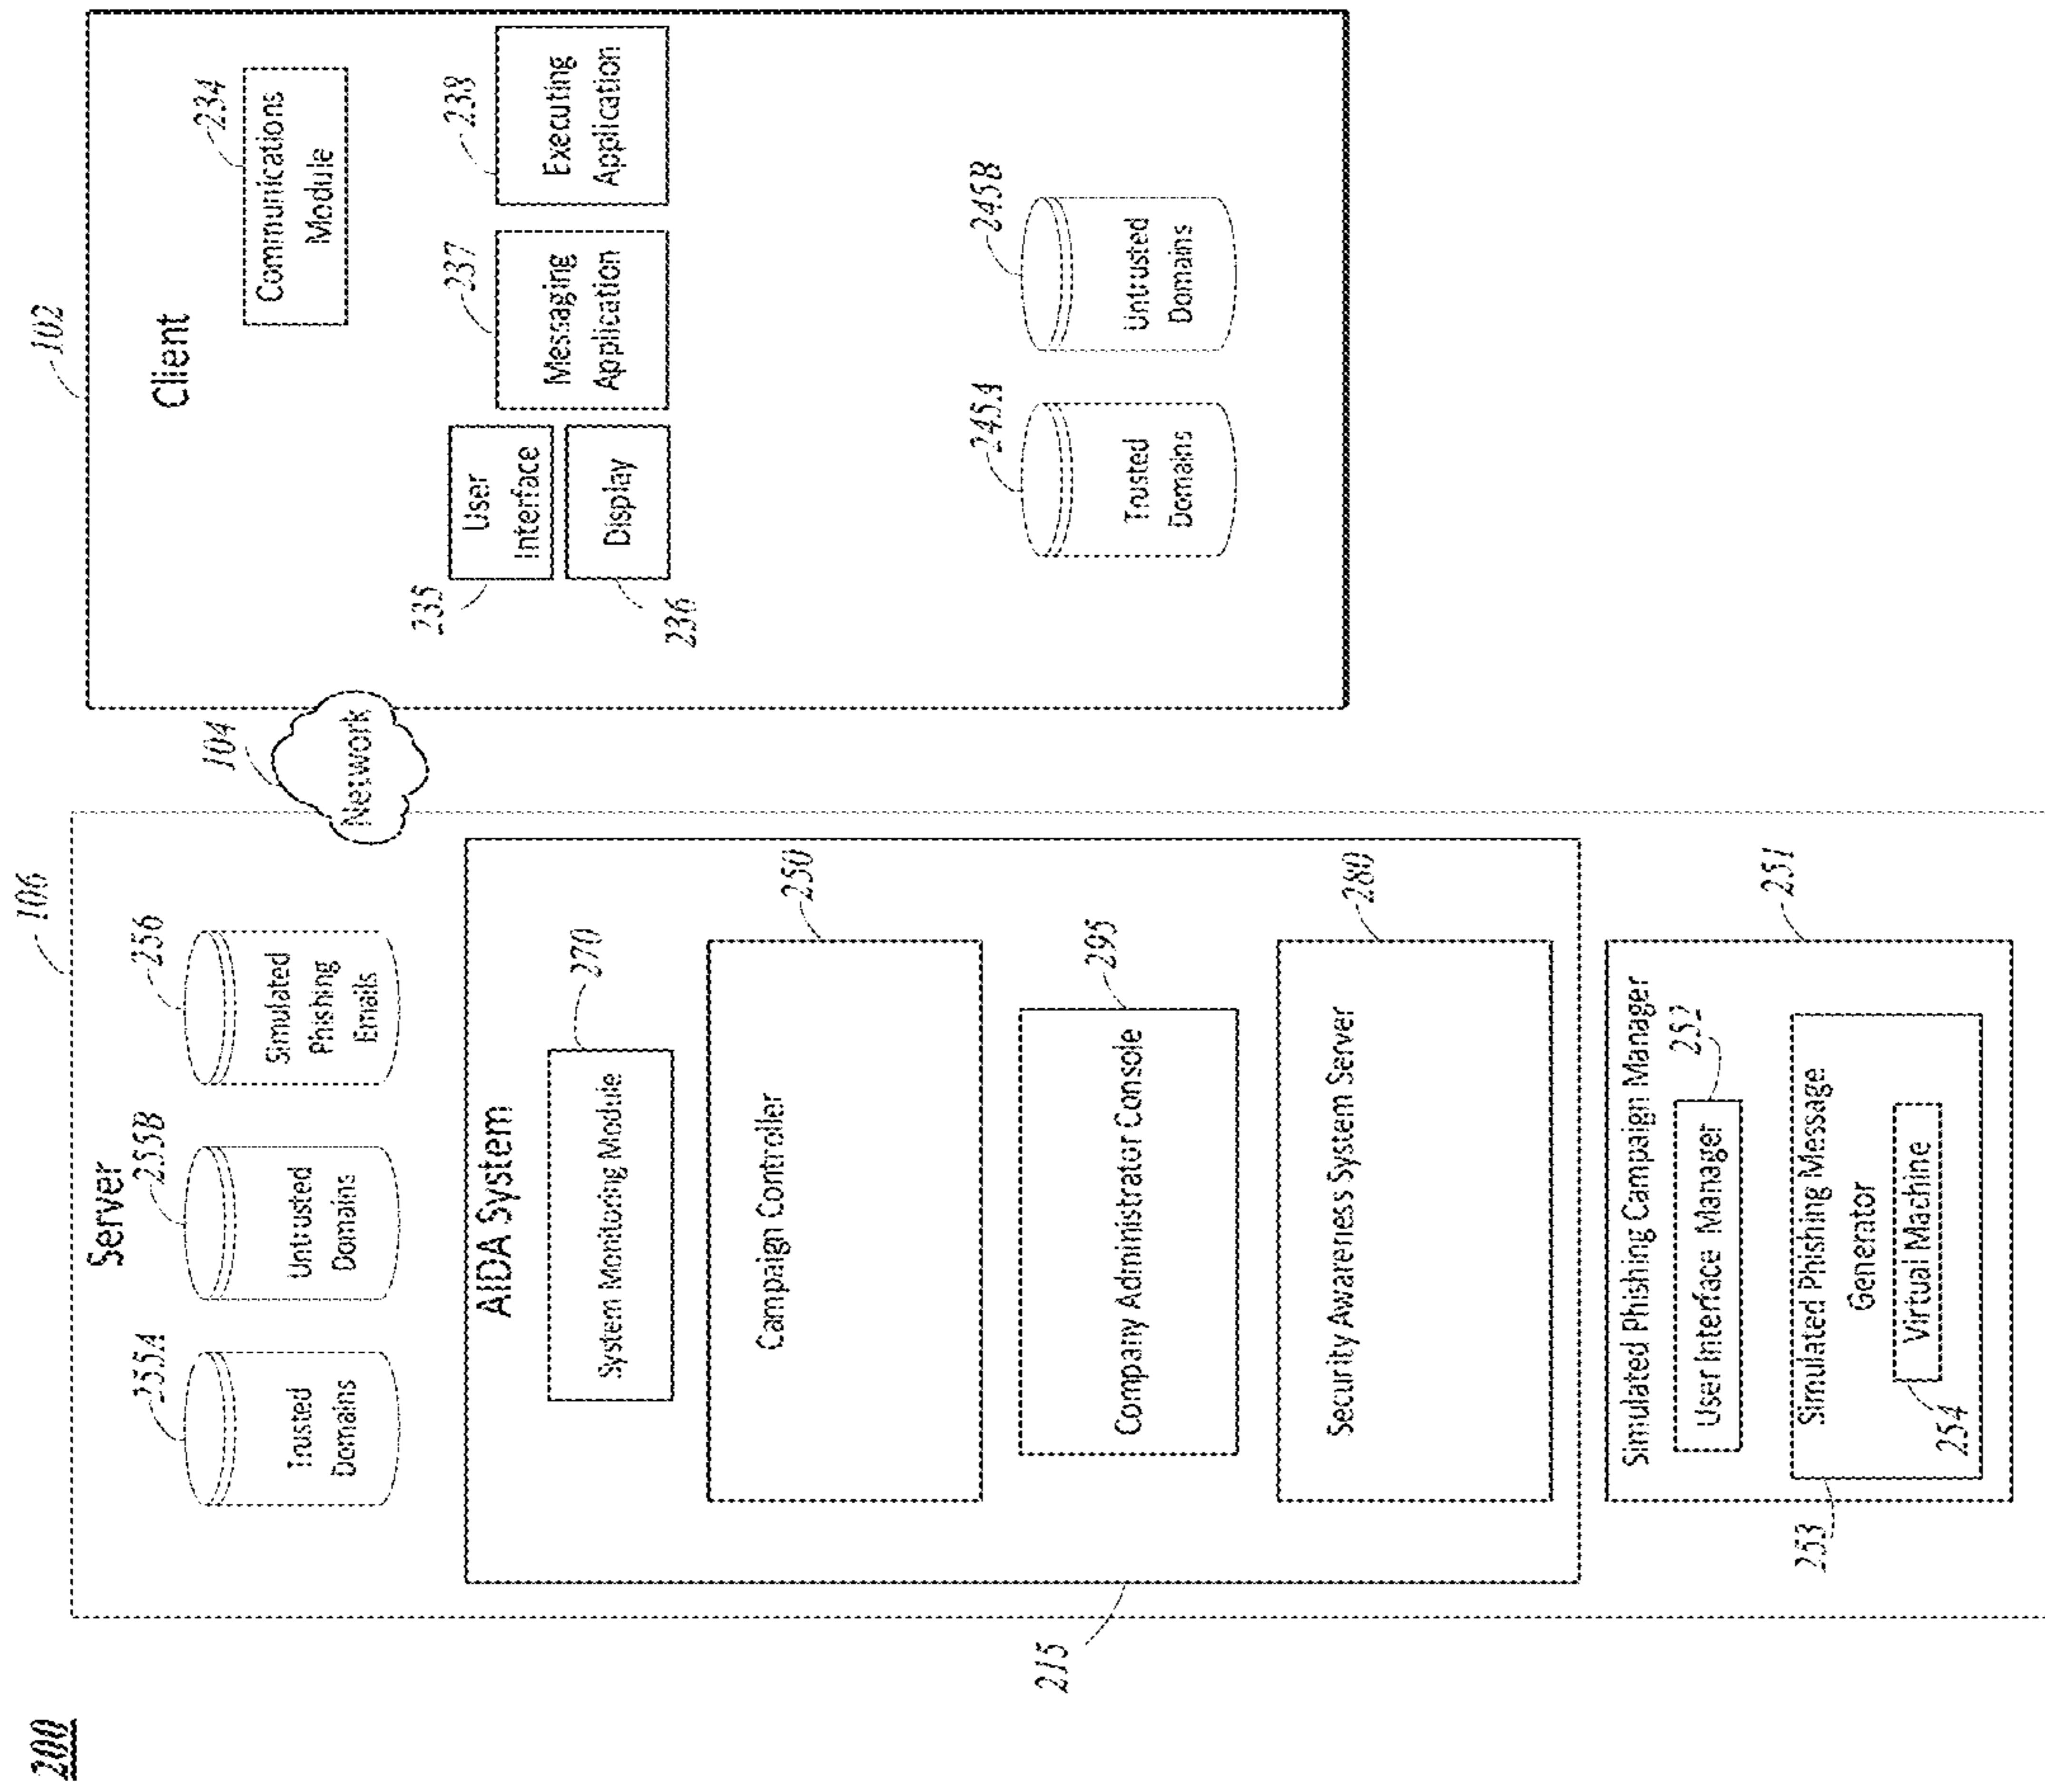 200
106
Server
255A
Trusted
Domains
255B
Untrusted
Domains
256
Simulated
Phishing
Emails
215
AIDA System
270
System Monitoring Module
250
Campaign Controller
295
Company Administrator Console
280
Security Awareness System Server
251
Simulated Phishing Campaign Manager
252
User Interface Manager
253
Simulated Phishing Message
Generator
254
Virtual Machine
104
Network
102
Client
234
Communications
Module
235
User
Interface
236
Display
237
Messaging
Application
238
Executing
Application
245A
Trusted
Domains
245B
Untrusted
Domains